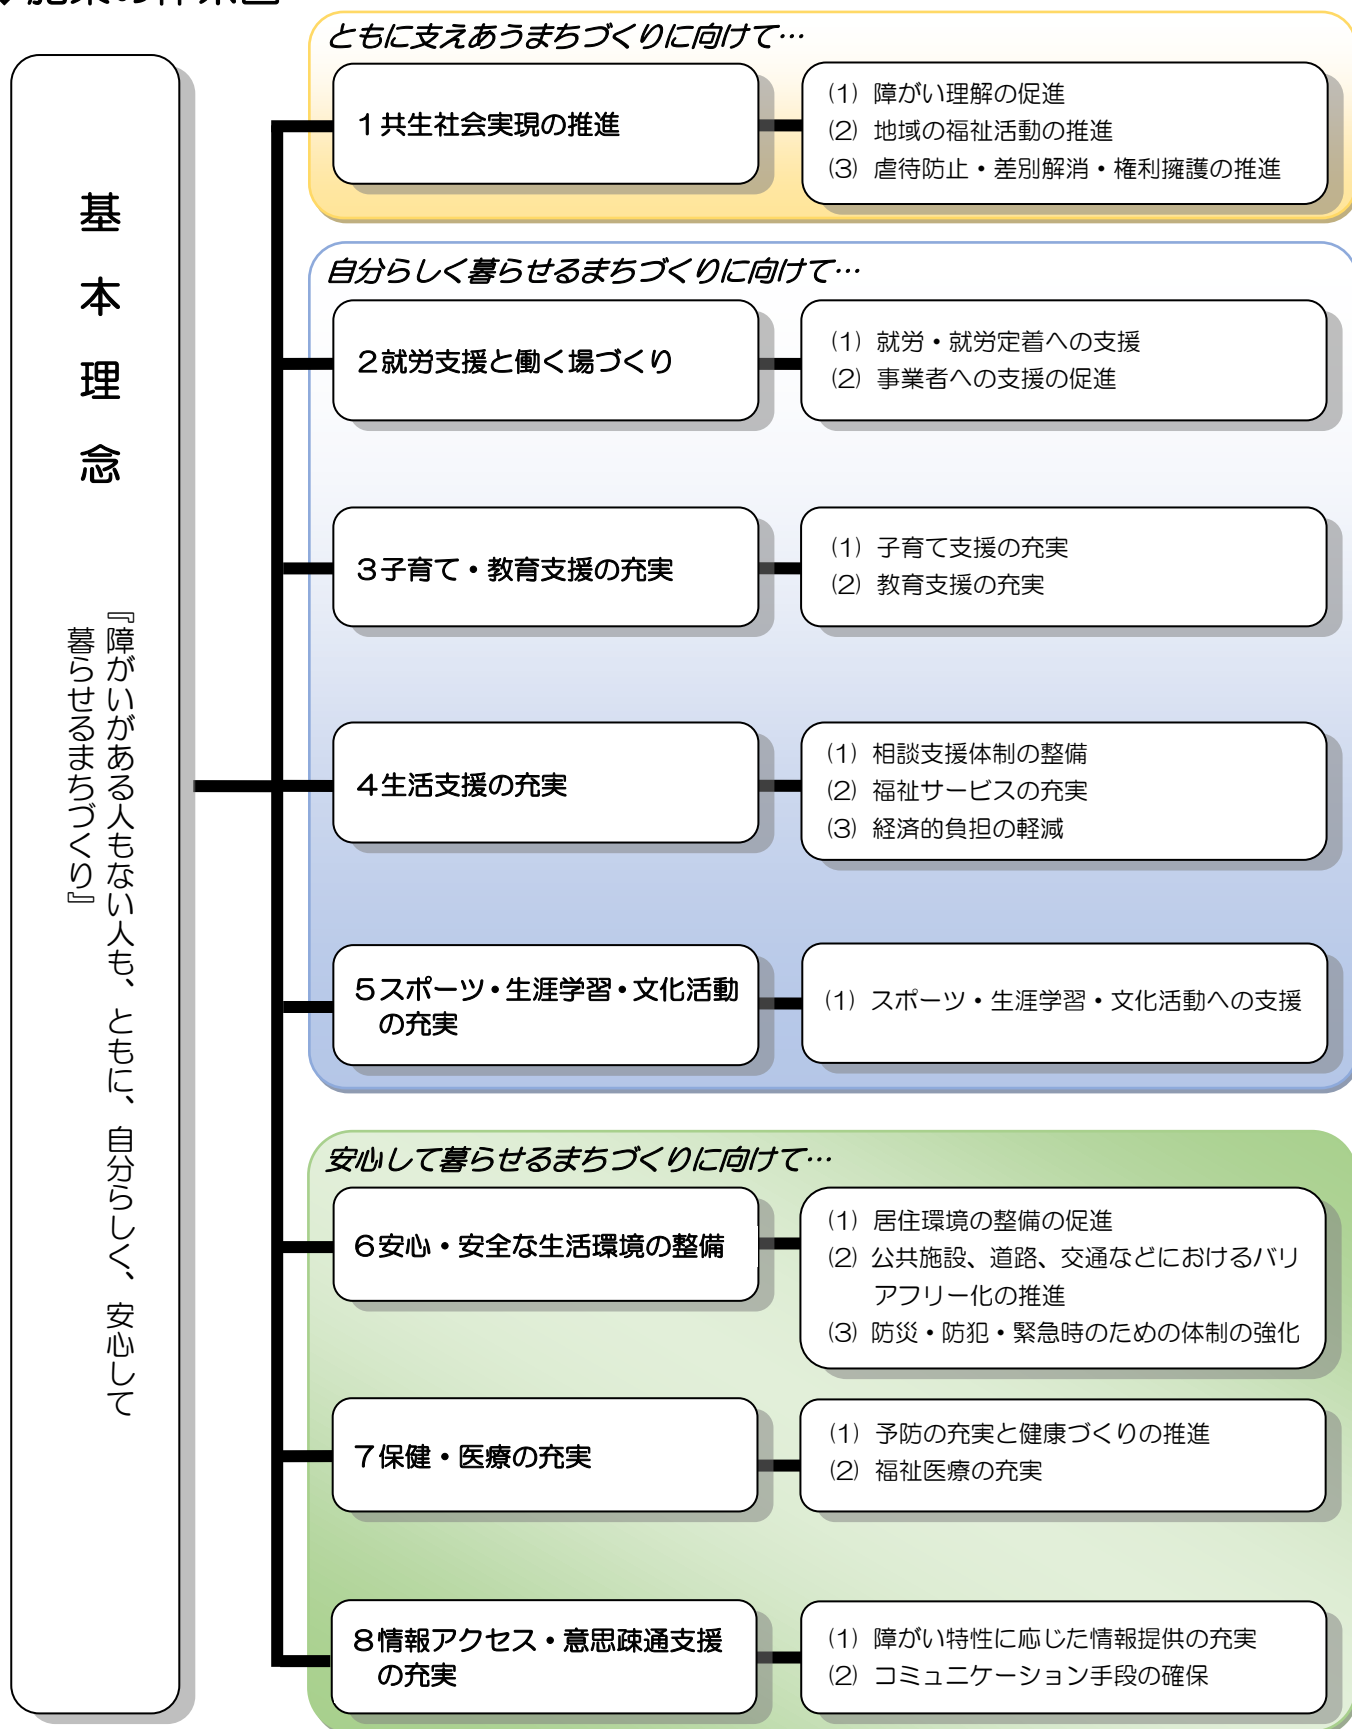 施策の体系図
基本理念
『障がいがある人もない人も、ともに、自分らしく、安心して
暮らせるまちづくり』
ともに支えあうまちづくりに向けて…
1共生社会実現の推進
(1) 障がい理解の促進
(2) 地域の福祉活動の推進
(3) 虐待防止・差別解消・権利擁護の推進
自分らしく暮らせるまちづくりに向けて…
2就労支援と働く場づくり
(1) 就労・就労定着への支援
(2) 事業者への支援の促進
3子育て・教育支援の充実
(1) 子育て支援の充実
(2) 教育支援の充実
4生活支援の充実
(1) 相談支援体制の整備
(2) 福祉サービスの充実
(3) 経済的負担の軽減
5スポーツ・生涯学習・文化活動
の充実
(1) スポーツ・生涯学習・文化活動への支援
安心して暮らせるまちづくりに向けて…
6安心・安全な生活環境の整備
(1) 居住環境の整備の促進
(2) 公共施設、道路、交通などにおけるバリ
アフリー化の推進
(3) 防災・防犯・緊急時のための体制の強化
7保健・医療の充実
(1) 予防の充実と健康づくりの推進
(2) 福祉医療の充実
8情報アクセス・意思疎通支援
の充実
(1) 障がい特性に応じた情報提供の充実
(2) コミュニケーション手段の確保